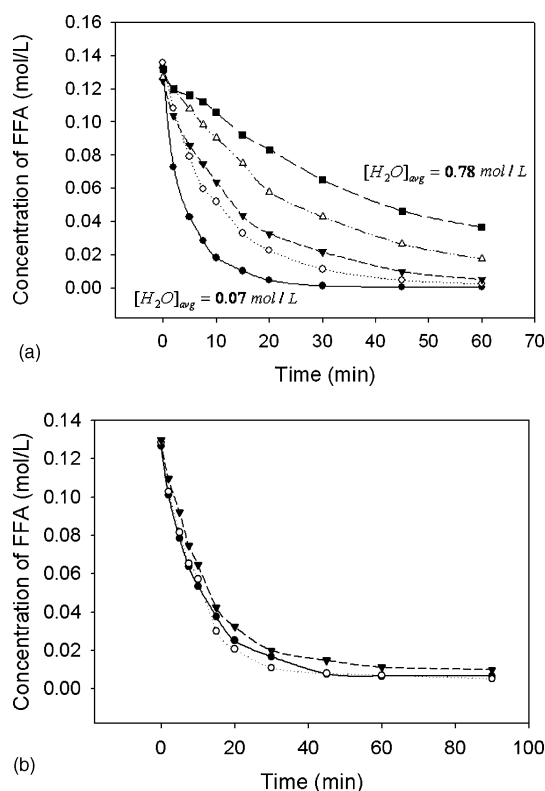 0.16
0.14
0.12
0.10
0.08
0.06
0.04
0.02
0.00
Concentration of FFA (mol/L)
[H₂O]avg = 0.78 mol / L
[H₂O]avg = 0.07 mol / L
0 10 20 30 40 50 60 70
(a)
Time (min)
0.14
0.12
0.10
0.08
0.06
0.04
0.02
0.00
Concentration of FFA (mol/L)
0 20 40 60 80 100
(b)
Time (min)